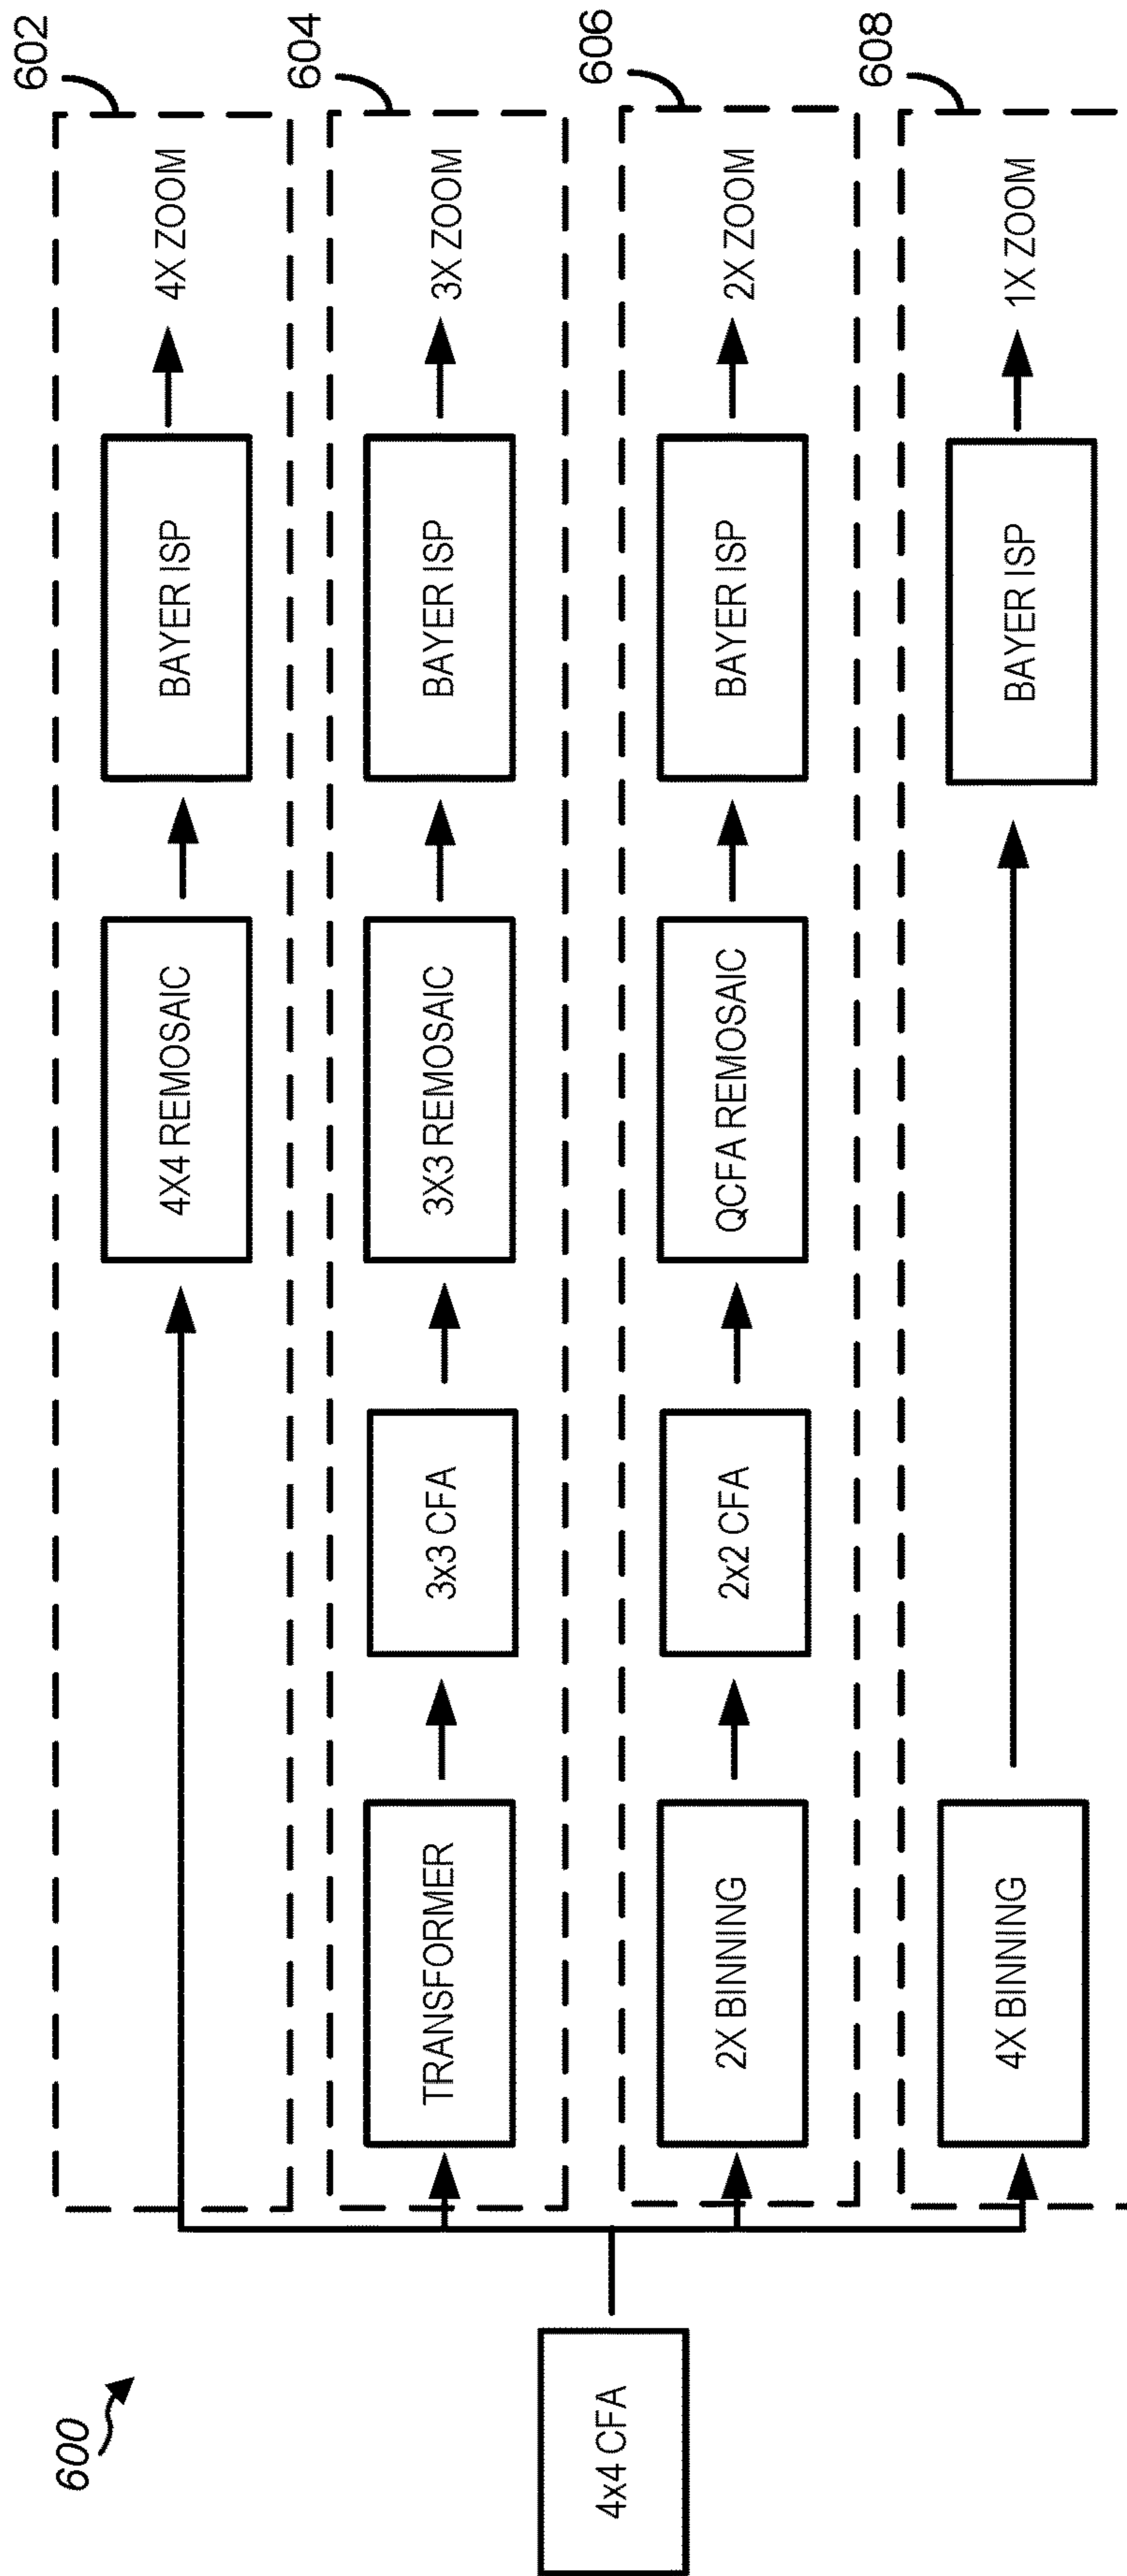 600
4x4 CFA
602
4X4 REMOSAIC
BAYER ISP
4X ZOOM
604
TRANSFORMER
3x3 CFA
3X3 REMOSAIC
BAYER ISP
3X ZOOM
606
2X BINNING
2x2 CFA
QCFA REMOSAIC
BAYER ISP
2X ZOOM
608
4X BINNING
BAYER ISP
1X ZOOM